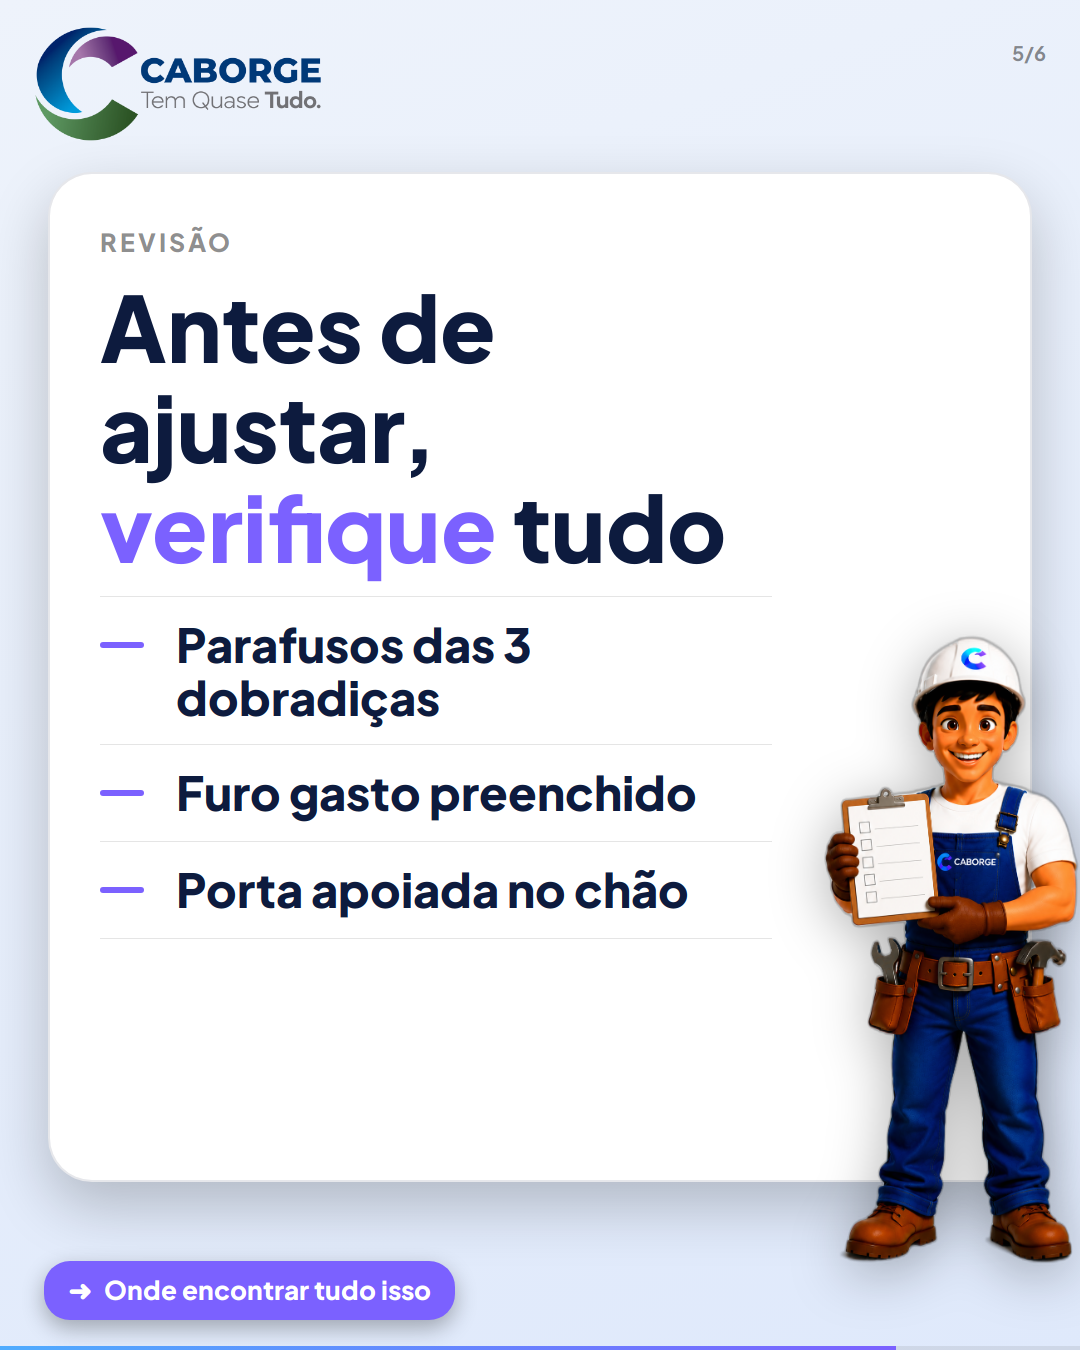 CABORGE
Tem Quase Tudo.
5/6
REVISÃO
Antes de
ajustar,
verifique tudo
Parafusos das 3
dobradiças
Furo gasto preenchido
Porta apoiada no chão
CABORGE
➜ Onde encontrar tudo isso